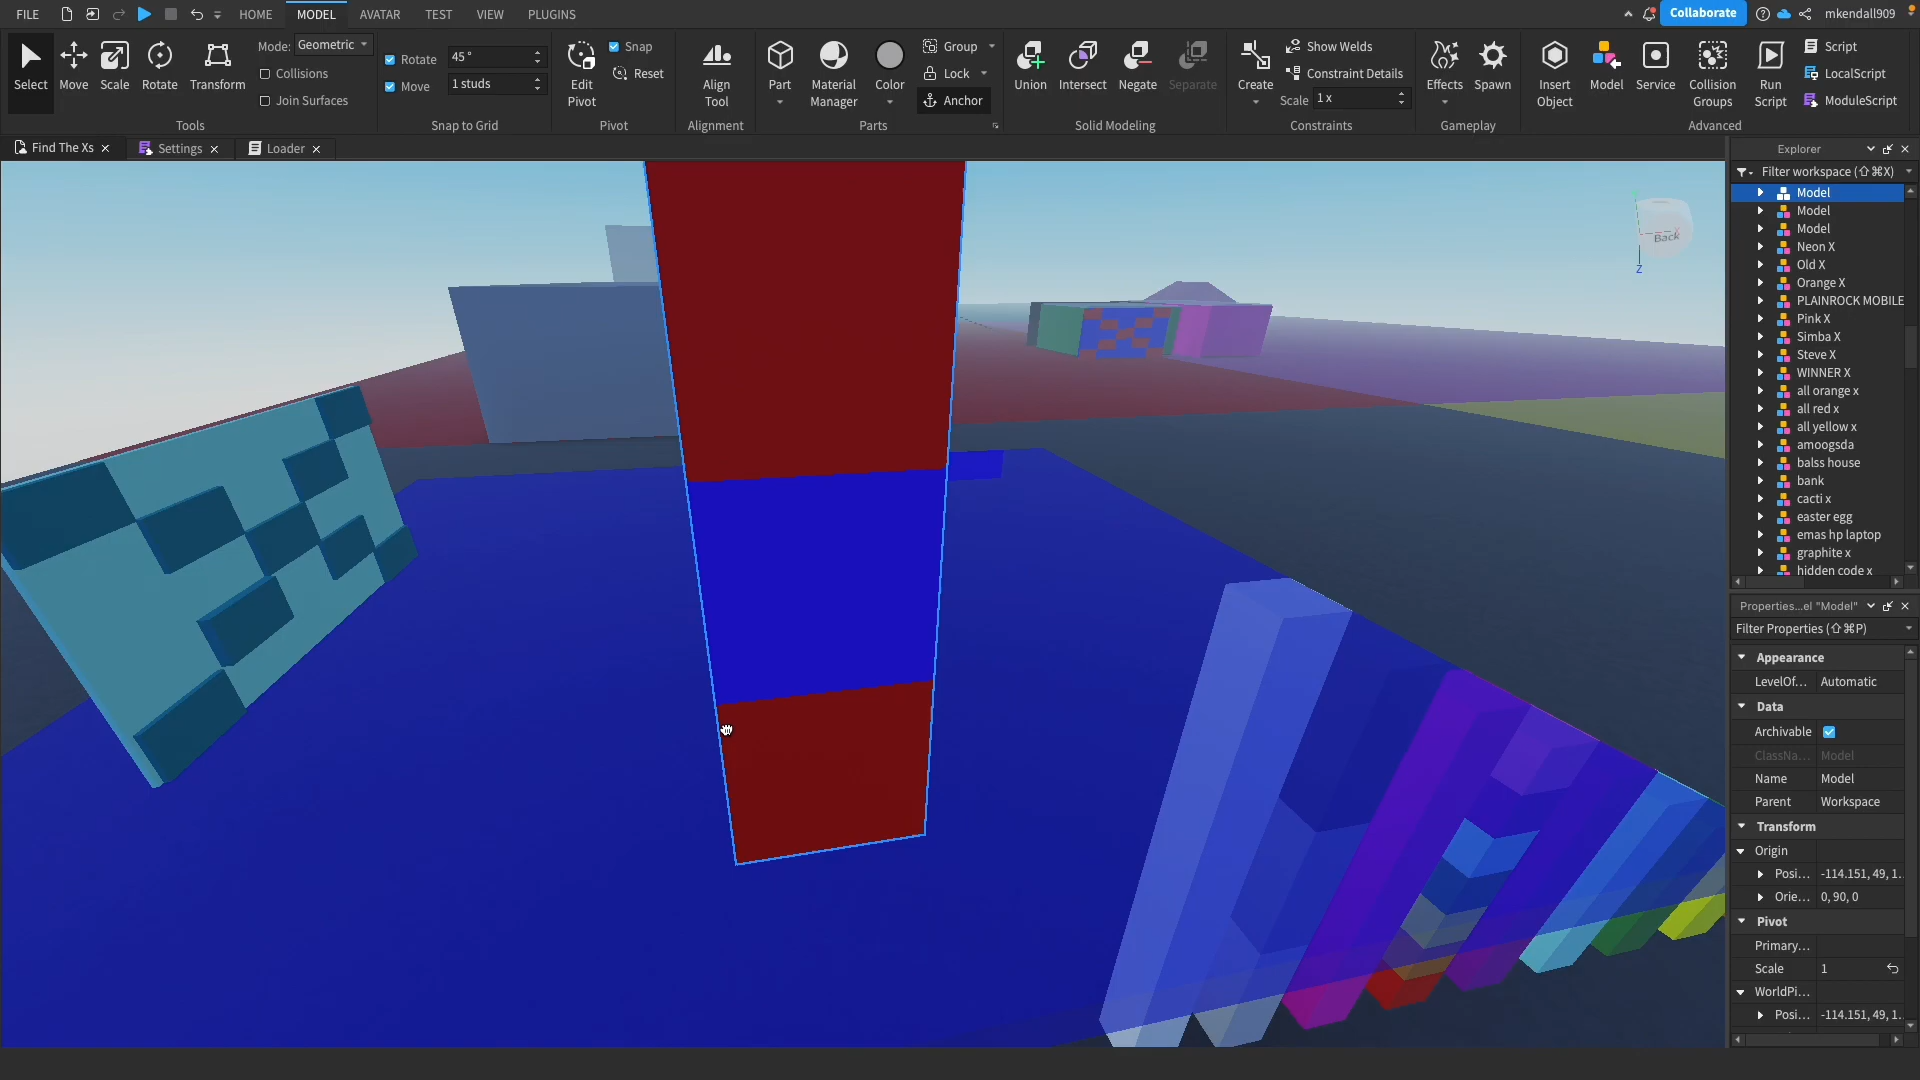 FILE
HOME
MODEL
AVATAR
TEST
VIEW
PLUGINS
Collaborate
mkendall909
Select
Move
Scale
Rotate
Transform
Mode: Geometric
Collisions
Join Surfaces
Tools
Rotate 45 °
Move 1 studs
Snap to Grid
Edit Pivot
Snap
Reset
Pivot
Align Tool
Alignment
Part
Material Manager
Color
Group
Lock
Anchor
Parts
Union
Intersect
Negate
Separate
Solid Modeling
Create
Show Welds
Constraint Details
Scale 1 x
Constraints
Effects
Spawn
Gameplay
Insert Object
Model
Service
Collision Groups
Run Script
Script
LocalScript
ModuleScript
Advanced
Find The Xs
Settings
Loader
Back
Z
Explorer
Filter workspace (⇧⌘X)
Model
Model
Model
Neon X
Old X
Orange X
PLAINROCK MOBILE
Pink X
Simba X
Steve X
WINNER X
all orange x
all red x
all yellow x
amoogsda
balss house
bank
cacti x
easter egg
emas hp laptop
graphite x
hidden code x
Properties...el "Model"
Filter Properties (⇧⌘P)
Appearance
LevelOf... Automatic
Data
Archivable
ClassNa... Model
Name Model
Parent Workspace
Transform
Origin
Posi... -114.151, 49, 1...
Orie... 0, 90, 0
Pivot
Primary...
Scale 1
WorldPi...
Posi... -114.151, 49, 1...